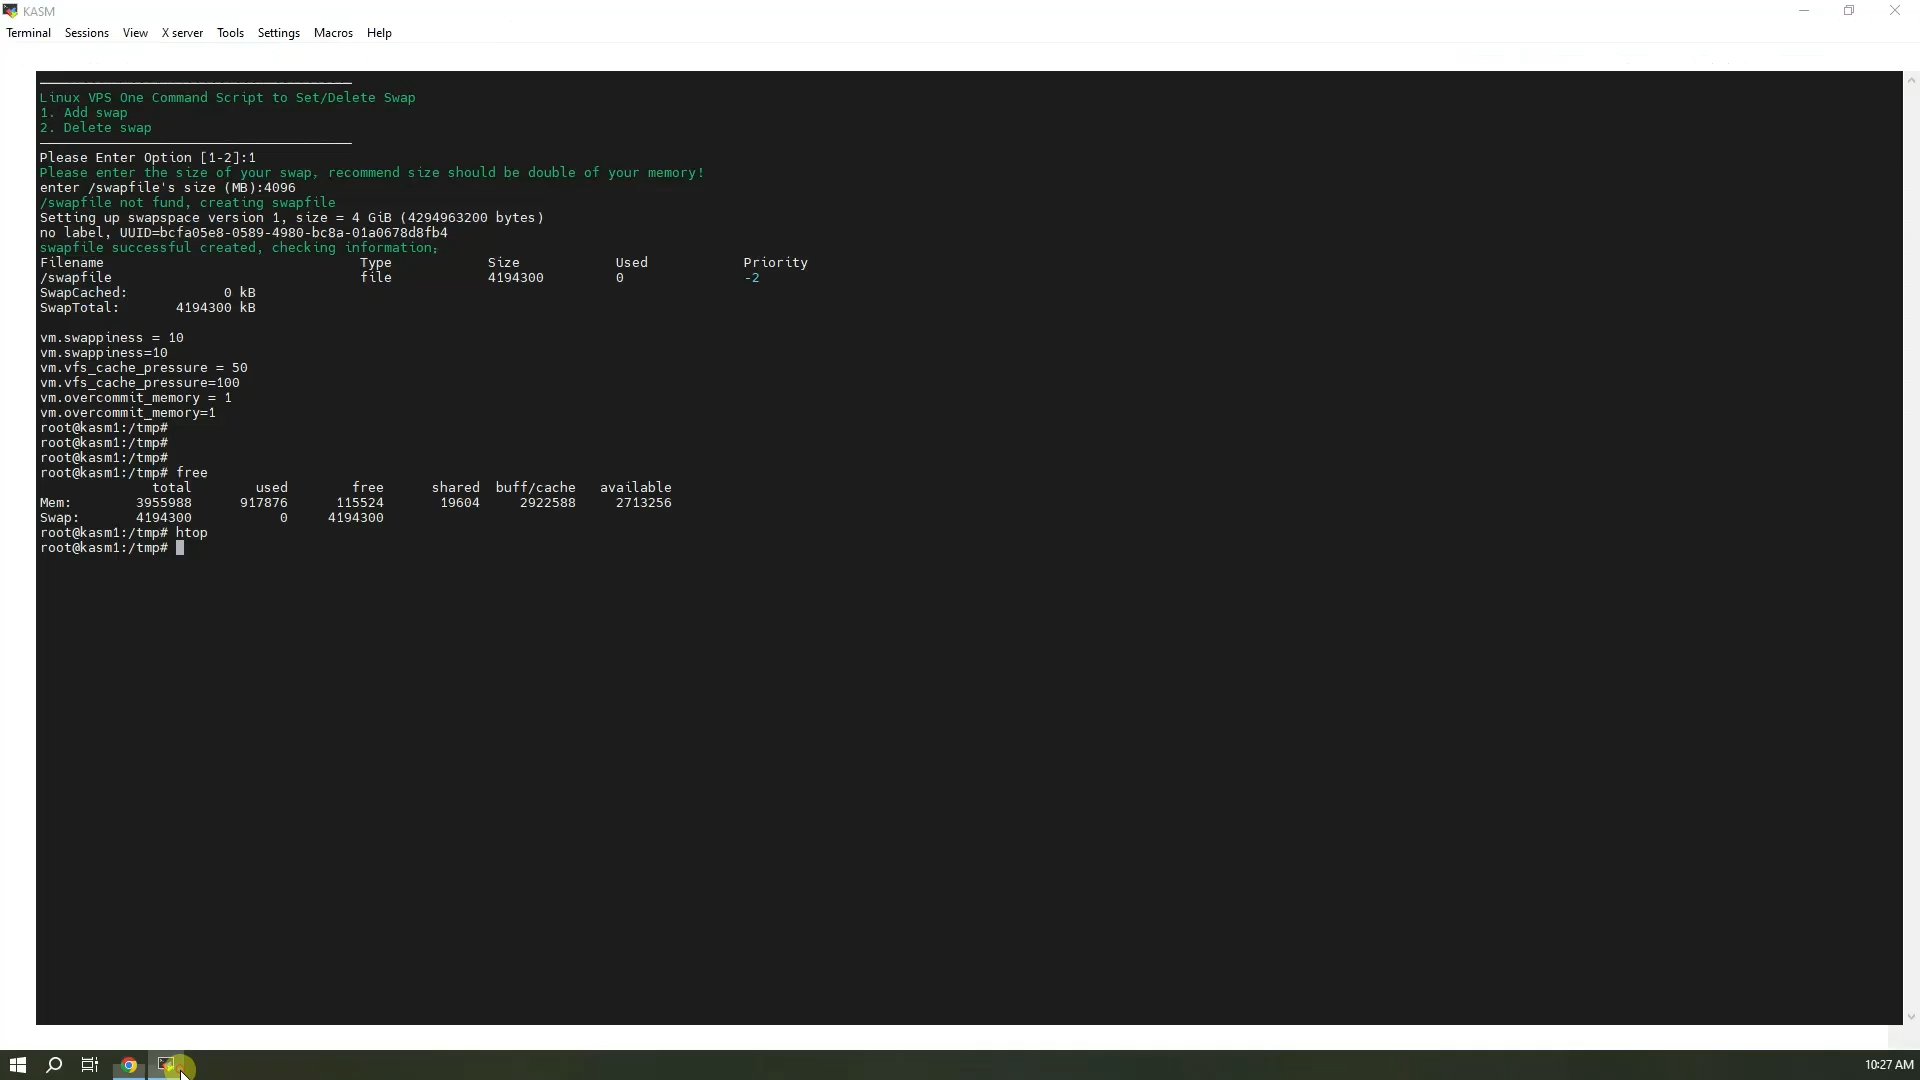 KASM
Terminal Sessions View X server Tools Settings Macros Help
Linux VPS One Command Script to Set/Delete Swap
1. Add swap
2. Delete swap
Please Enter Option [1-2]:1
Please enter the size of your swap，recommend size should be double of your memory！
enter /swapfile's size (MB):4096
/swapfile not fund, creating swapfile
Setting up swapspace version 1, size = 4 GiB (4294963200 bytes)
no label, UUID=bcfa05e8-0589-4980-bc8a-01a0678d8fb4
swapfile successful created, checking information：
Filename Type Size Used Priority
/swapfile file 4194300 0 -2
SwapCached: 0 kB
SwapTotal: 4194300 kB
vm.swappiness = 10
vm.swappiness=10
vm.vfs_cache_pressure = 50
vm.vfs_cache_pressure=100
vm.overcommit_memory = 1
vm.overcommit_memory=1
root@kasm1:/tmp#
root@kasm1:/tmp#
root@kasm1:/tmp#
root@kasm1:/tmp# free
total used free shared buff/cache available
Mem: 3955988 917876 115524 19604 2922588 2713256
Swap: 4194300 0 4194300
root@kasm1:/tmp# htop
root@kasm1:/tmp#
10:27 AM